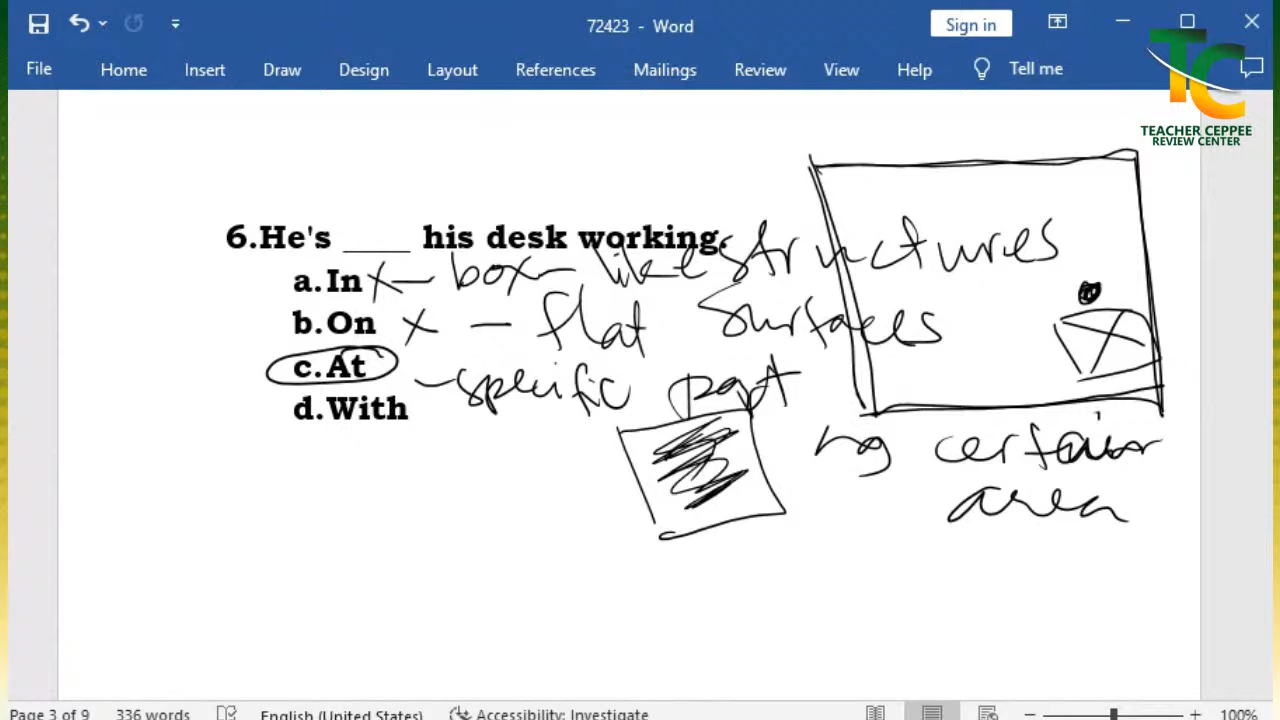 72423 - Word
Sign in
File Home Insert Draw Design Layout References Mailings Review View Help Tell me
TEACHER CEPPEE
REVIEW CENTER
6.He's ____ his desk working.
a.In x – box-like structures
b.On x – flat surfaces
c.At – specific part
ng certain
area
d.With
Page 3 of 9 336 words English (United States) Accessibility: Investigate 100%